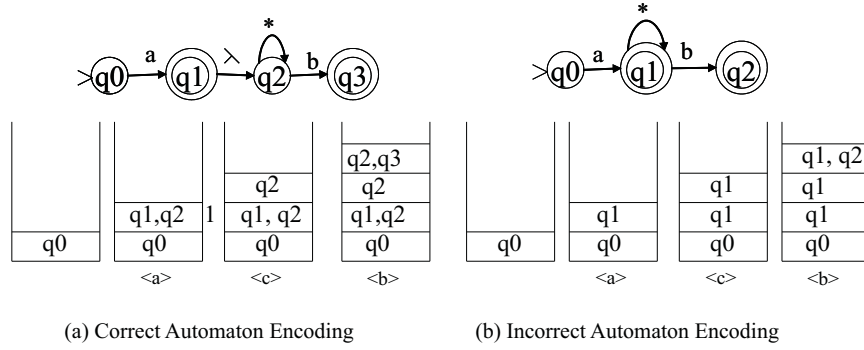 * *
a λ b a b
>q0 q1 q2 q3 >q0 q1 q2
q2,q3 q1, q2
q2 q2 q1 q1
q1,q2 1 q1, q2 q1,q2 q1 q1 q1
q0 q0 q0 q0 q0 q0 q0 q0
<a> <c> <b> <a> <c> <b>
(a) Correct Automaton Encoding (b) Incorrect Automaton Encoding